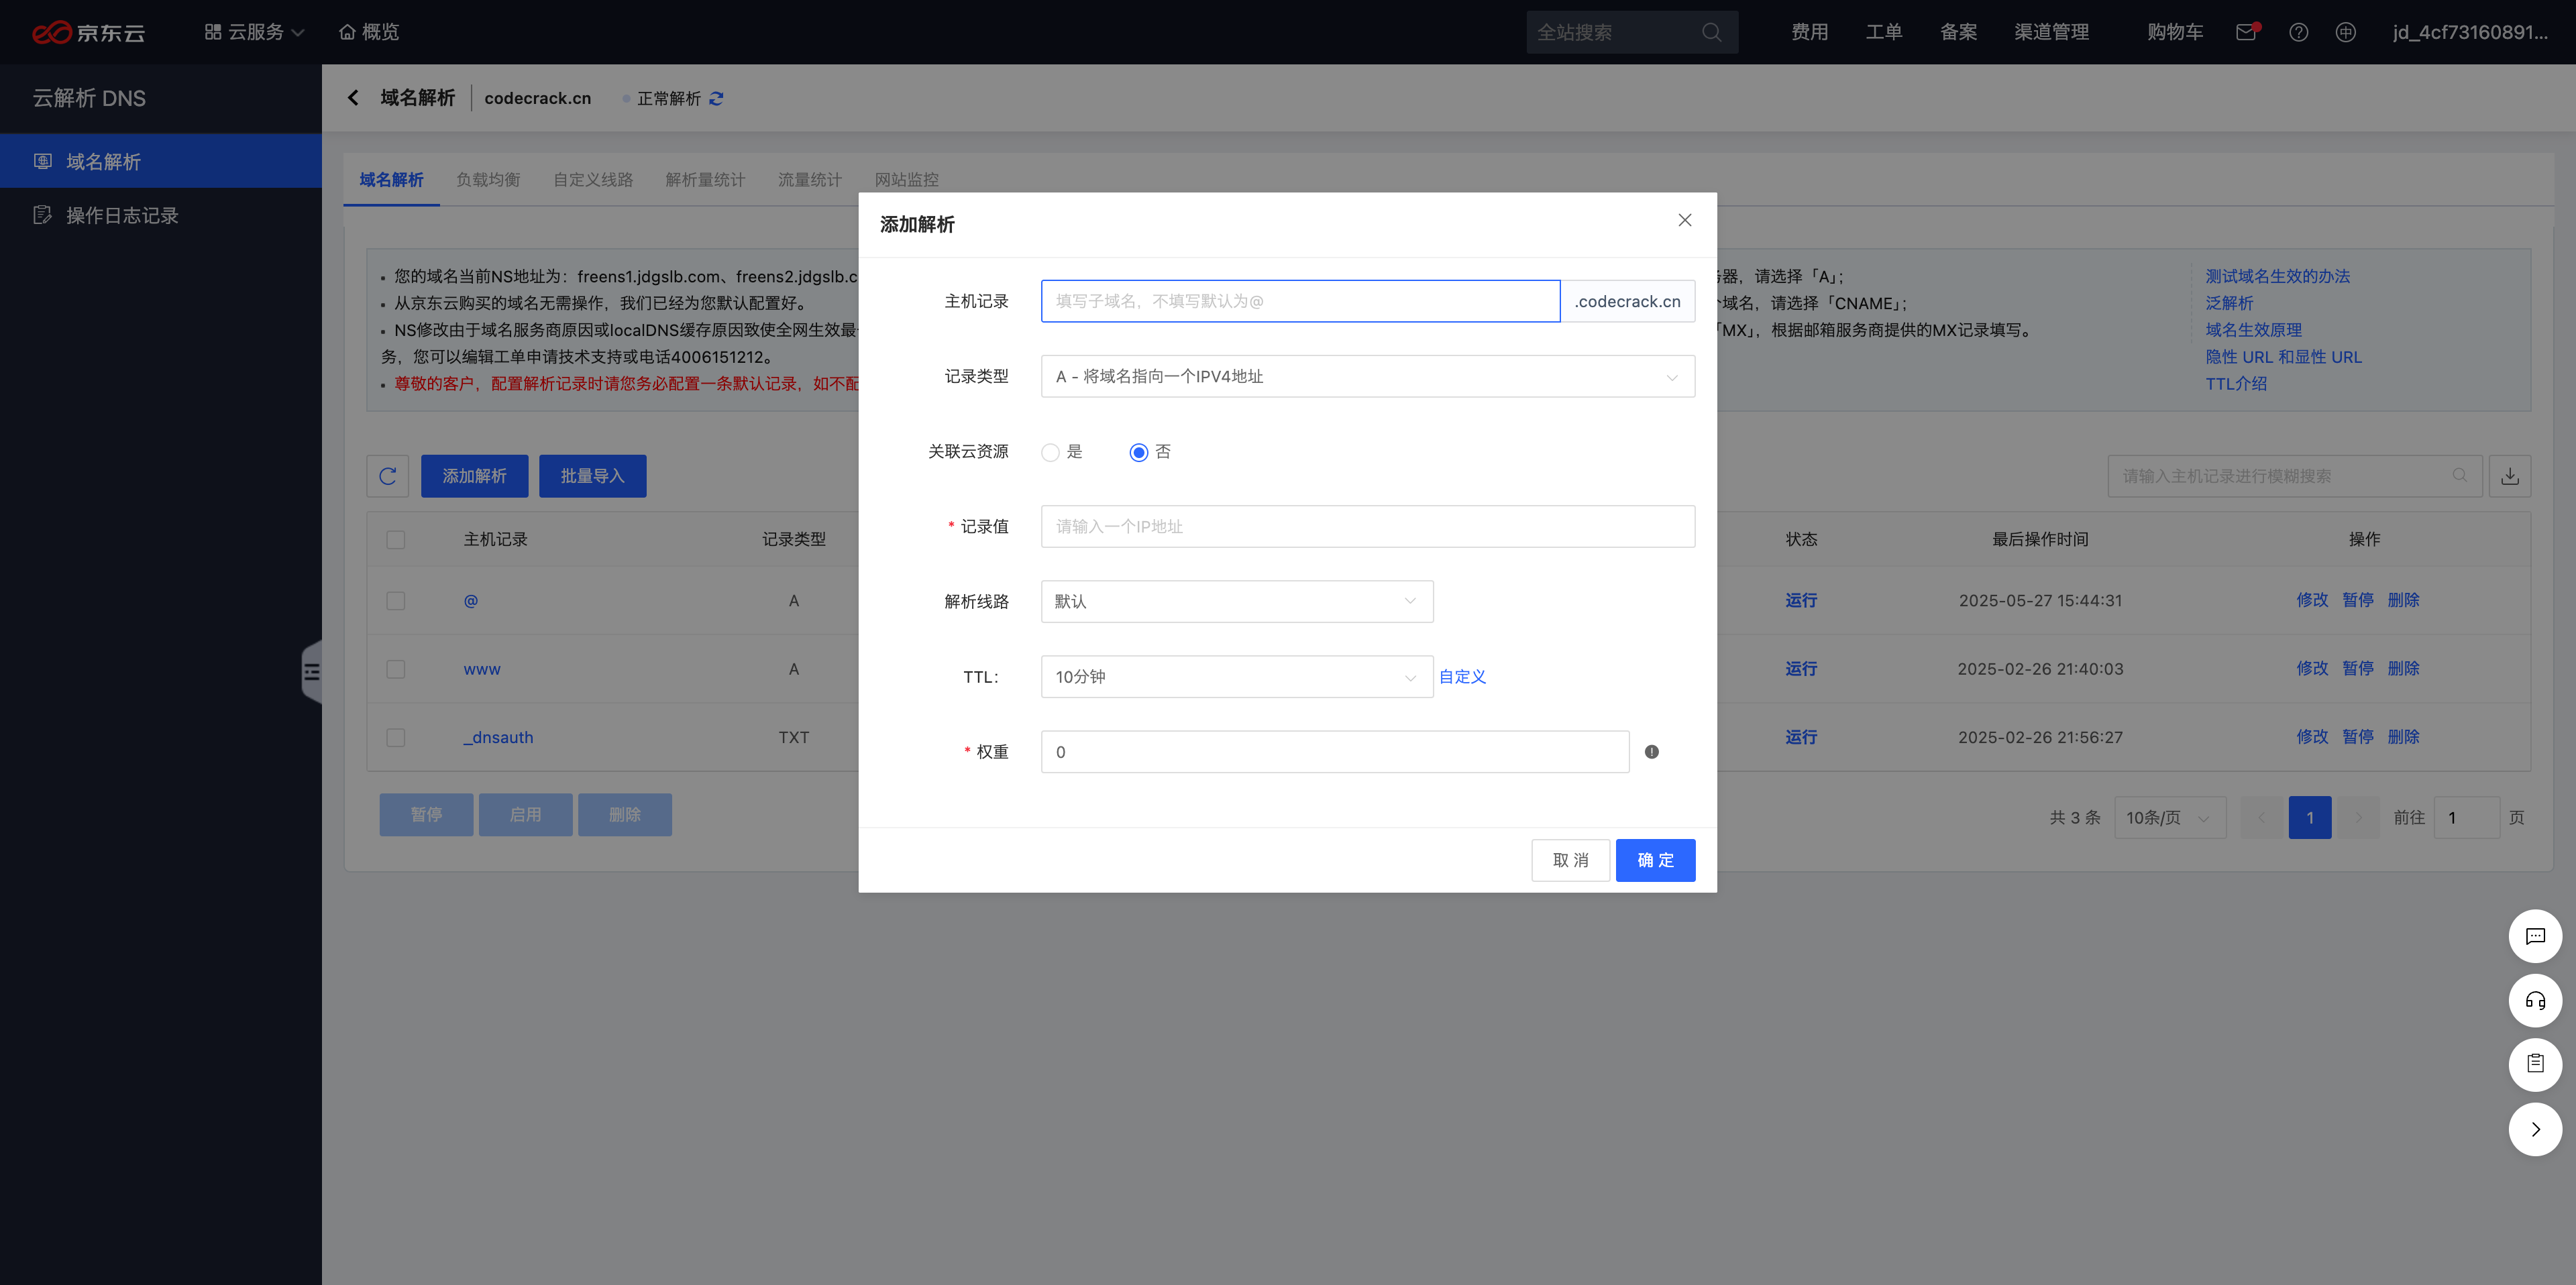 京东云
云服务
概览
全站搜索
费用
工单
备案
渠道管理
购物车
jd_4cf73160891...
云解析 DNS
域名解析
操作日志记录
域名解析
codecrack.cn
正常解析
域名解析
负载均衡
自定义线路
解析量统计
流量统计
网站监控
您的域名当前NS地址为：freens1.jdgslb.com、freens2.jdgslb.c
从京东云购买的域名无需操作，我们已经为您默认配置好。
NS修改由于域名服务商原因或localDNS缓存原因致使全网生效最
务，您可以编辑工单申请技术支持或电话4006151212。
尊敬的客户，配置解析记录时请您务必配置一条默认记录，如不配
器，请选择「A」；
个域名，请选择「CNAME」；
「MX」，根据邮箱服务商提供的MX记录填写。
测试域名生效的办法
泛解析
域名生效原理
隐性 URL 和显性 URL
TTL介绍
添加解析
批量导入
请输入主机记录进行模糊搜索
主机记录
记录类型
状态
最后操作时间
操作
@
A
运行
2025-05-27 15:44:31
修改 暂停 删除
www
A
运行
2025-02-26 21:40:03
修改 暂停 删除
_dnsauth
TXT
运行
2025-02-26 21:56:27
修改 暂停 删除
暂停
启用
删除
共 3 条
10条/页
1
前往
1
页
添加解析
主机记录
填写子域名，不填写默认为@
.codecrack.cn
记录类型
A - 将域名指向一个IPV4地址
关联云资源
是
否
* 记录值
请输入一个IP地址
解析线路
默认
TTL：
10分钟
自定义
* 权重
0
取 消
确 定